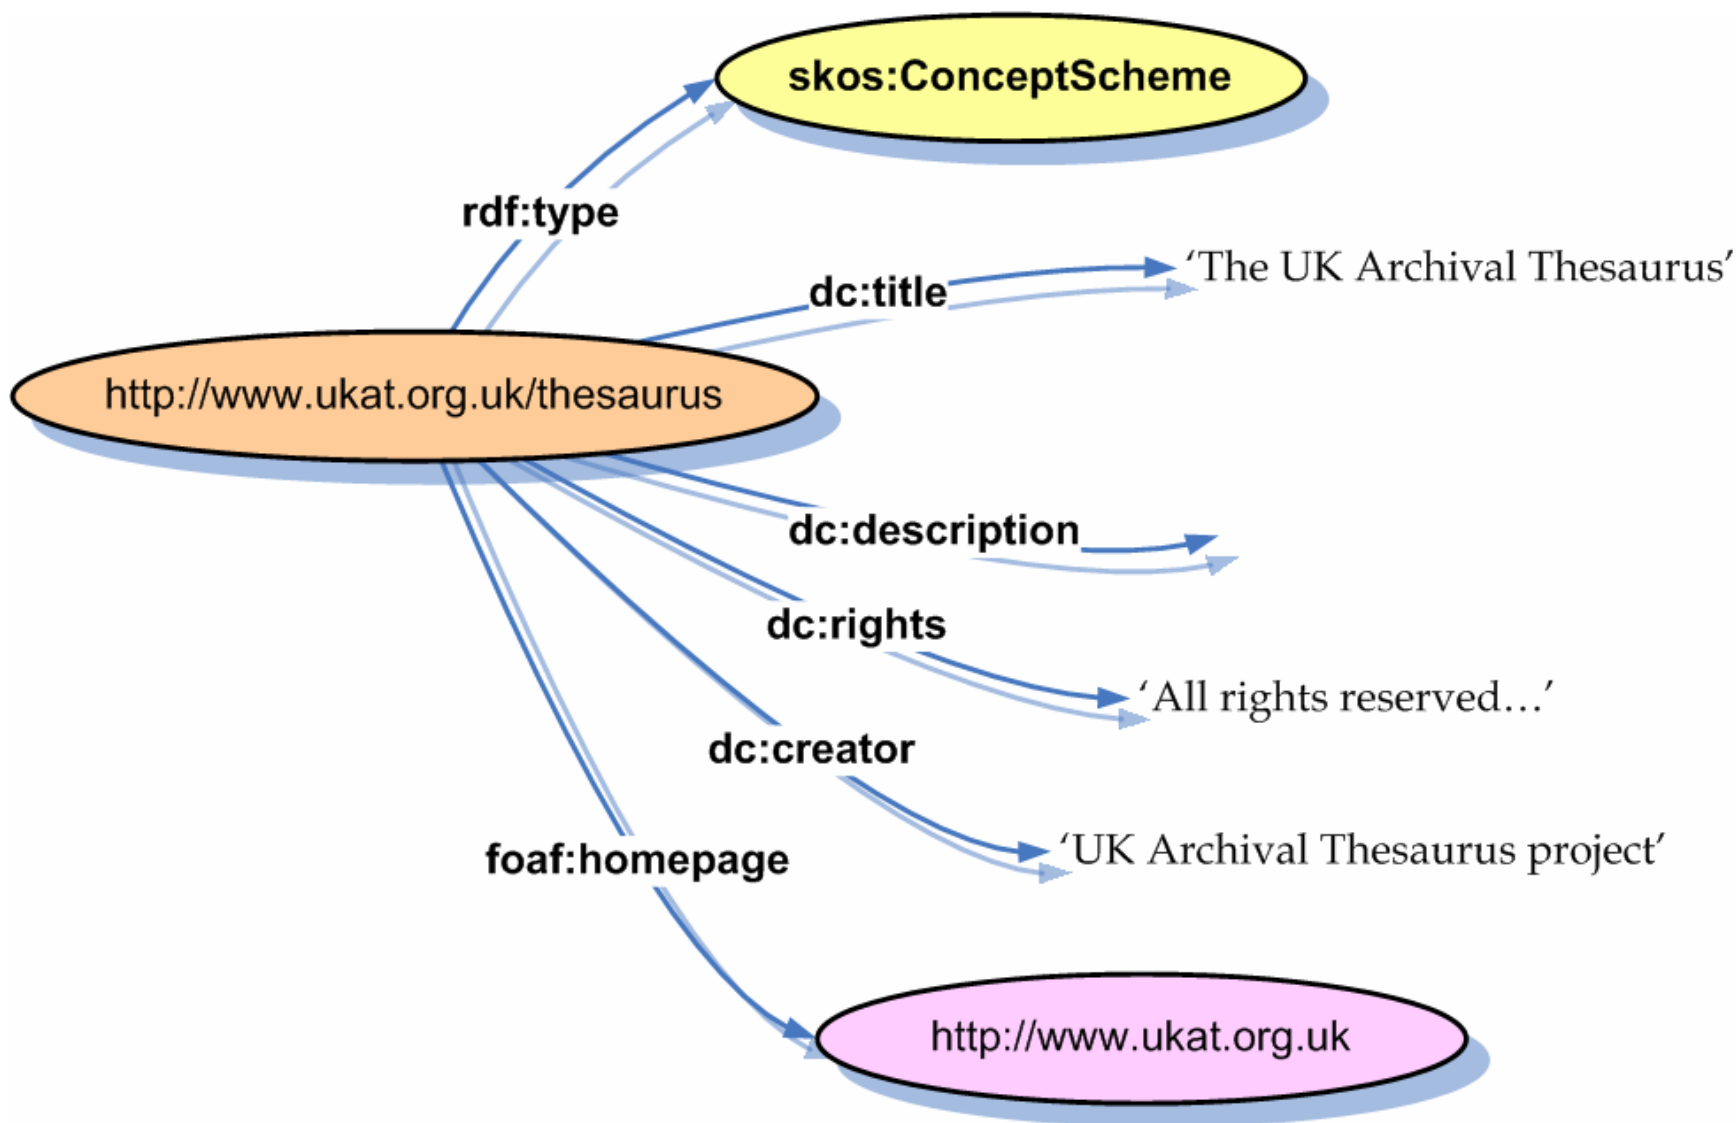 skos:ConceptScheme
rdf:type
dc:title
‘The UK Archival Thesaurus’
http://www.ukat.org.uk/thesaurus
dc:description
dc:rights
‘All rights reserved…’
dc:creator
‘UK Archival Thesaurus project’
foaf:homepage
http://www.ukat.org.uk